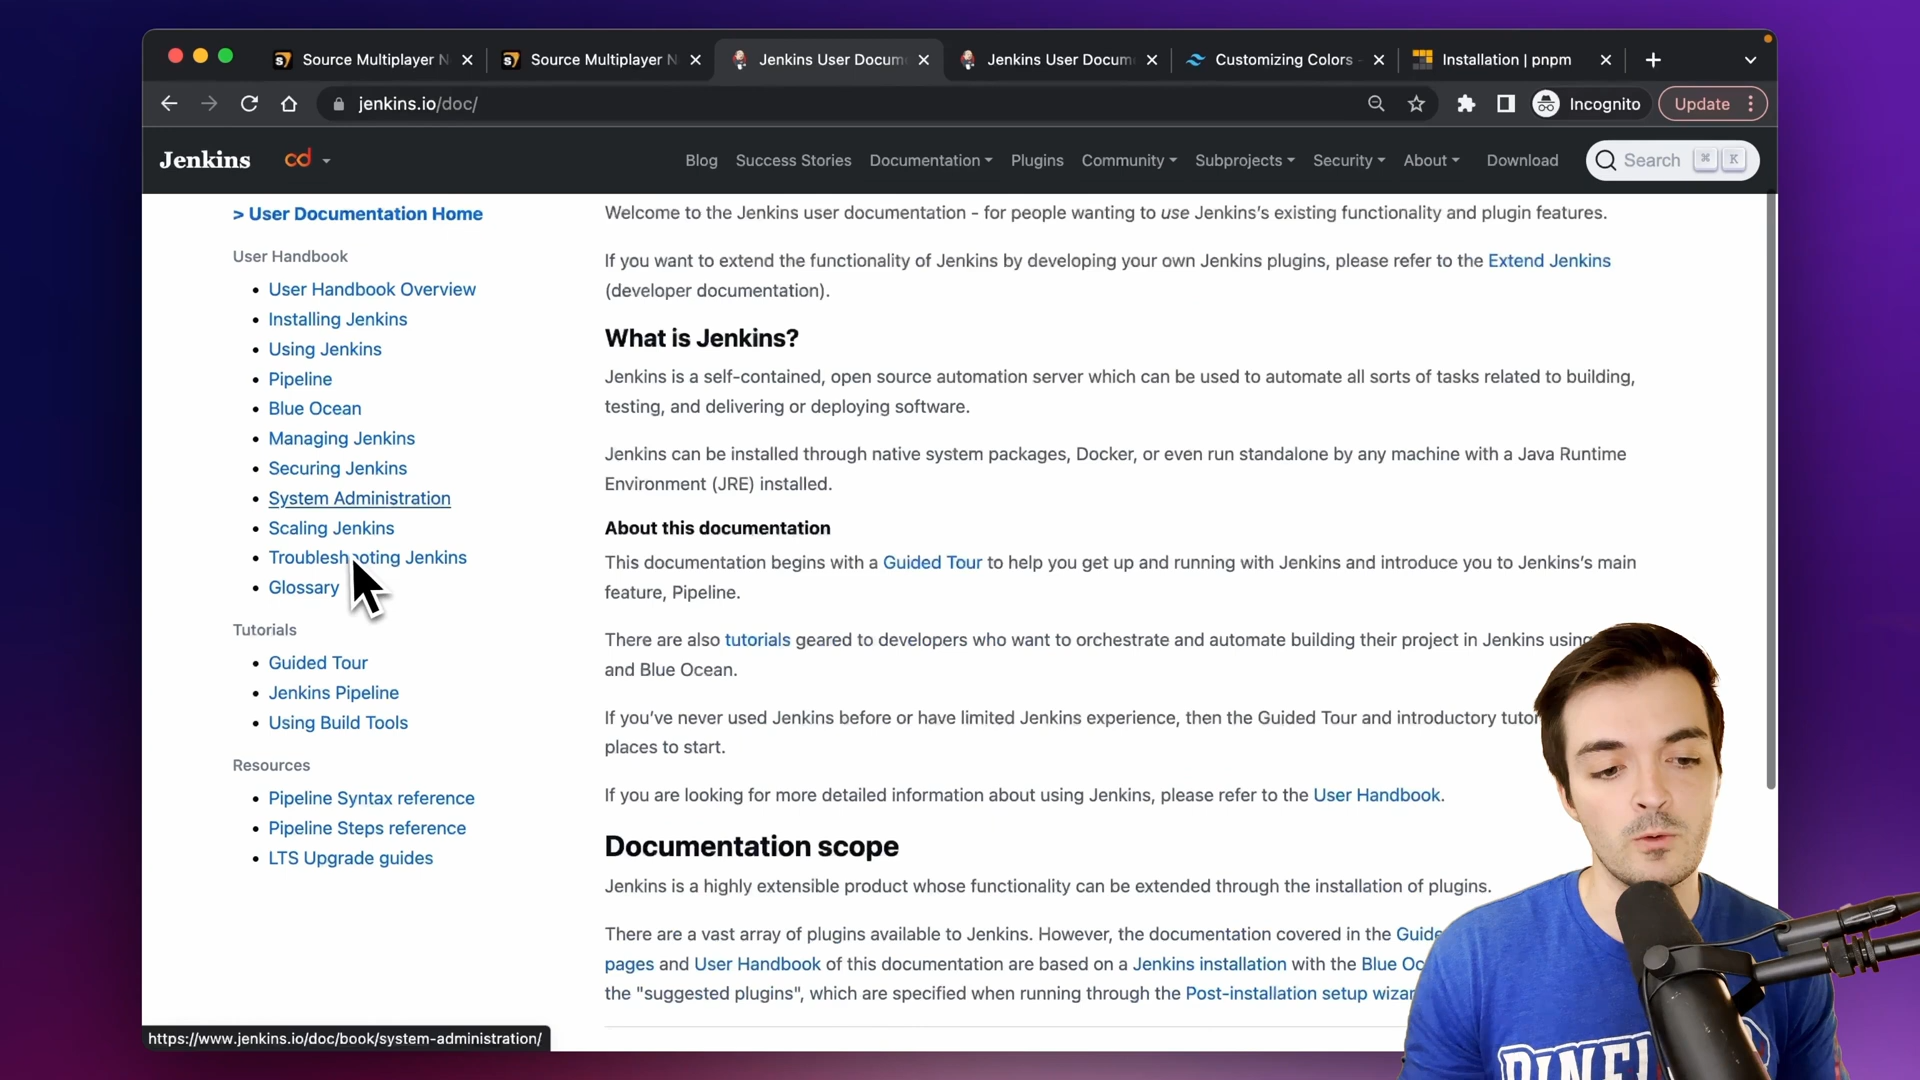 Source Multiplayer N
Source Multiplayer N
Jenkins User Docum
Jenkins User Docum
Customizing Colors
Installation | pnpm
jenkins.io/doc/
Incognito
Update
Jenkins
cd
Blog
Success Stories
Documentation
Plugins
Community
Subprojects
Security
About
Download
Search
⌘
K
> User Documentation Home
User Handbook
• User Handbook Overview
• Installing Jenkins
• Using Jenkins
• Pipeline
• Blue Ocean
• Managing Jenkins
• Securing Jenkins
• System Administration
• Scaling Jenkins
• Troubleshooting Jenkins
• Glossary
Tutorials
• Guided Tour
• Jenkins Pipeline
• Using Build Tools
Resources
• Pipeline Syntax reference
• Pipeline Steps reference
• LTS Upgrade guides
Welcome to the Jenkins user documentation - for people wanting to use Jenkins's existing functionality and plugin features.
If you want to extend the functionality of Jenkins by developing your own Jenkins plugins, please refer to the Extend Jenkins
(developer documentation).
What is Jenkins?
Jenkins is a self-contained, open source automation server which can be used to automate all sorts of tasks related to building,
testing, and delivering or deploying software.
Jenkins can be installed through native system packages, Docker, or even run standalone by any machine with a Java Runtime
Environment (JRE) installed.
About this documentation
This documentation begins with a Guided Tour to help you get up and running with Jenkins and introduce you to Jenkins's main
feature, Pipeline.
There are also tutorials geared to developers who want to orchestrate and automate building their project in Jenkins using
and Blue Ocean.
If you've never used Jenkins before or have limited Jenkins experience, then the Guided Tour and introductory tutor
places to start.
If you are looking for more detailed information about using Jenkins, please refer to the User Handbook.
Documentation scope
Jenkins is a highly extensible product whose functionality can be extended through the installation of plugins.
There are a vast array of plugins available to Jenkins. However, the documentation covered in the Guide
pages and User Handbook of this documentation are based on a Jenkins installation with the Blue Oc
the "suggested plugins", which are specified when running through the Post-installation setup wizar
https://www.jenkins.io/doc/book/system-administration/